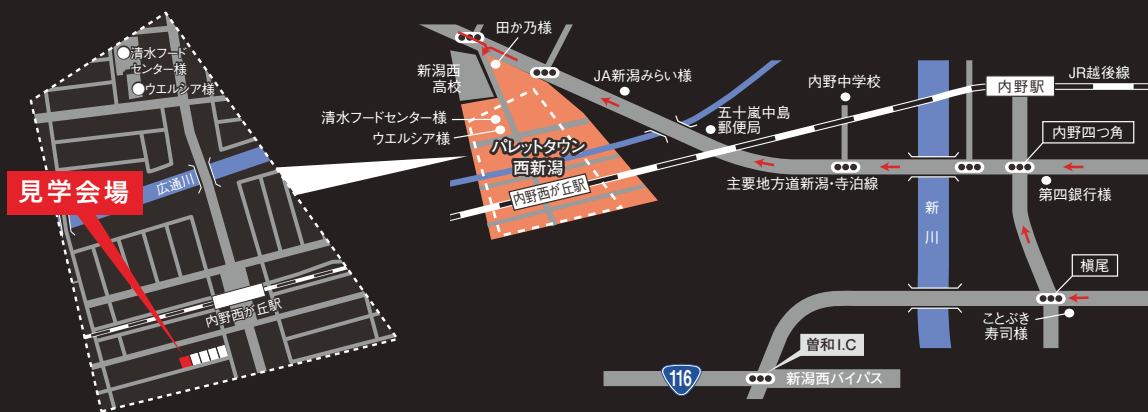 清水フード
センター様
ウエルシア様
広通川
見学会場
内野西が丘駅
田か乃様
新潟西
高校
清水フードセンター様
ウエルシア様
パレットタウン
西新潟
内野西が丘駅
JA新潟みらい様
五十嵐中島
郵便局
内野中学校
内野駅
JR越後線
内野四つ角
主要地方道新潟・寺泊線
第四銀行様
新川
槇尾
ことぶき
寿司様
曽和I.C
116
新潟西バイパス